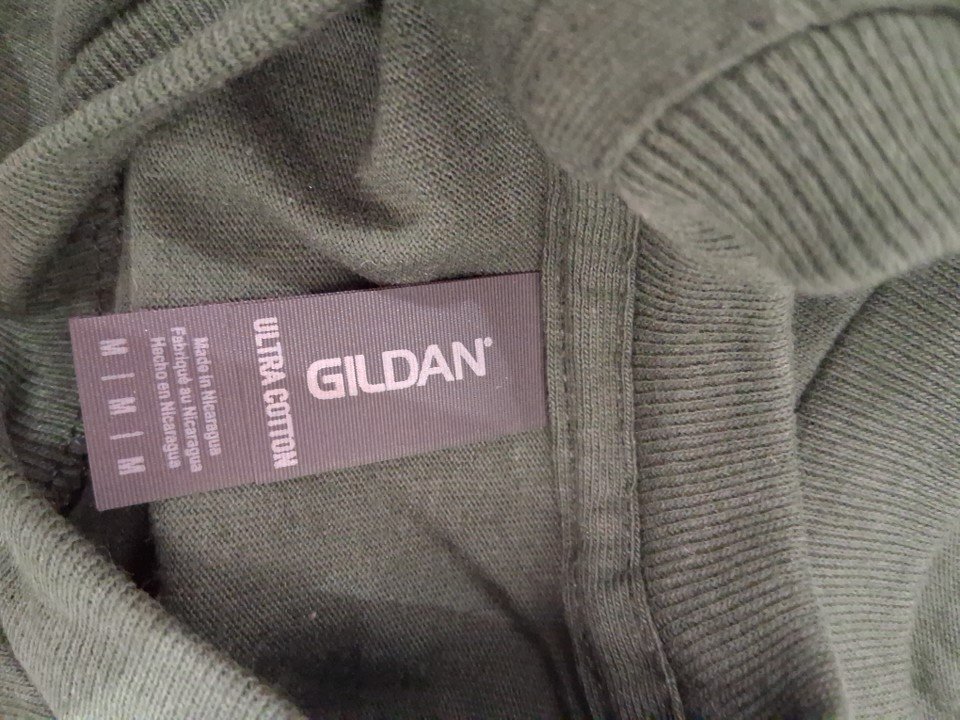 GILDAN®
ULTRA COTTON
Made in Nicaragua
Fabriqué au Nicaragua
Hecho en Nicaragua
M | M | M